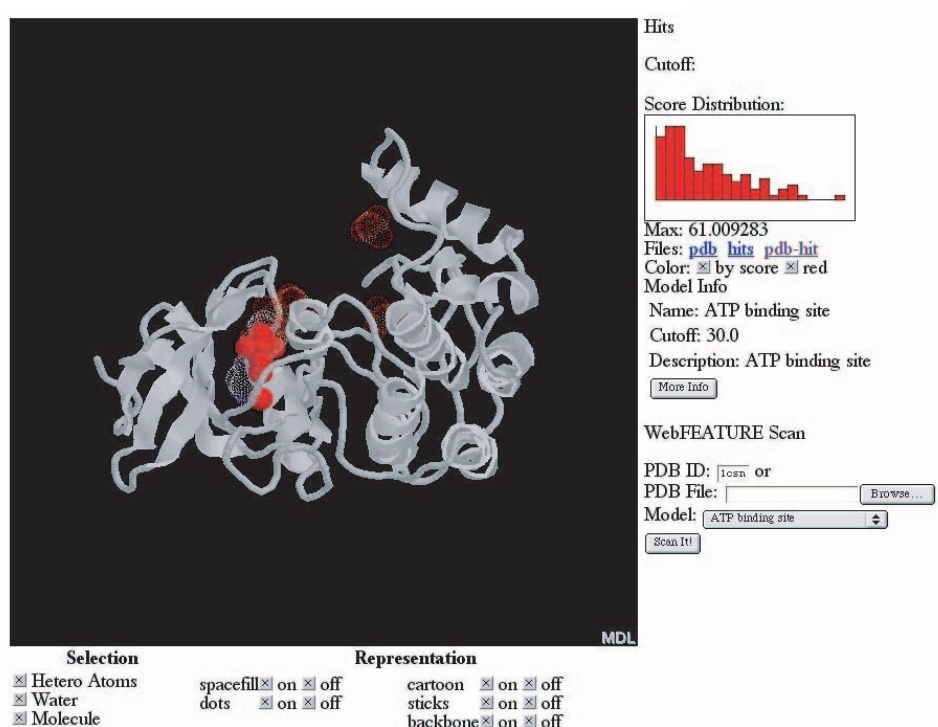 Hits
Cutoff:
Score Distribution:
Max: 61.009283
Files: pdb hits pdb-hit
Color: by score red
Model Info
Name: ATP binding site
Cutoff: 30.0
Description: ATP binding site
More Info
WebFEATURE Scan
PDB ID: 1osn or
PDB File: Browse...
Model: ATP binding site
Scan It!
MDL
Selection
Hetero Atoms
Water
Molecule
Representation
spacefill on off
dots on off
cartoon on off
sticks on off
backbone on off